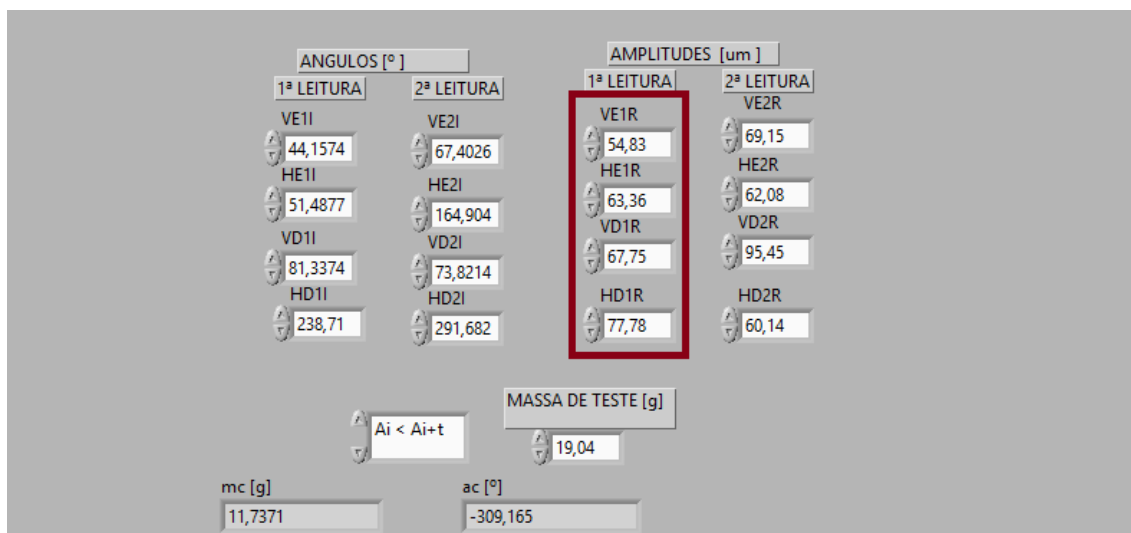 ANGULOS [º ]
AMPLITUDES [um ]
1ª LEITURA
2ª LEITURA
1ª LEITURA
2ª LEITURA
VE1I
VE2I
VE1R
VE2R
44,1574
67,4026
54,83
69,15
HE1I
HE2I
HE1R
HE2R
51,4877
164,904
63,36
62,08
VD1I
VD2I
VD1R
VD2R
81,3374
73,8214
67,75
95,45
HD1I
HD2I
HD1R
HD2R
238,71
291,682
77,78
60,14
MASSA DE TESTE [g]
Ai < Ai+t
19,04
mc [g]
ac [º]
11,7371
-309,165